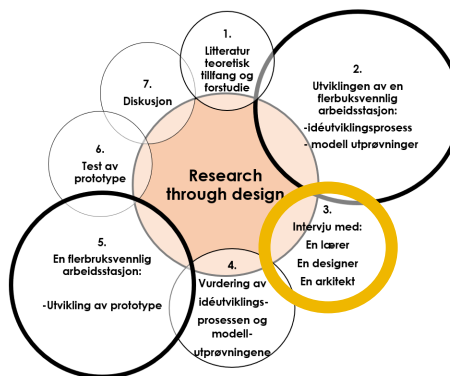 1.
Litteratur
teoretisk
tilfang og
forstudie
2.
Utviklingen av en
flerbuksvennlig
arbeidsstasjon:
-idéutviklingsprosess
- modell utprøvninger
3.
Intervju med:
En lærer
En designer
En arkitekt
4.
Vurdering av
idéutviklings-
prosessen og
modell-
utprøvningene
5.
En flerbruksvennlig
arbeidsstasjon:
-Utvikling av prototype
6.
Test av
prototype
7.
Diskusjon
Research
through design